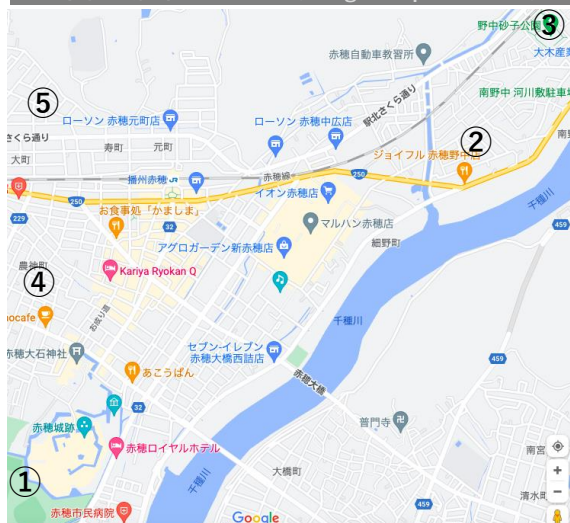 ③
野中砂子公園
赤穂自動車教習所
大木産業
南野中 河川敷駐車場
⑤
さくら通り
ローソン 赤穂元町店
ローソン 赤穂中広店
駅北さくら通り
②
大町
寿町
元町
ジョイフル 赤穂野中店
播州赤穂
赤穂線
250
250
250
イオン赤穂店
229
お食事処「かましま」
32
マルハン赤穂店
千種川
459
アグロガーデン新赤穂店
細野町
農神町
Kariya Ryokan Q
④
ocafe
お成り道
千種川
赤穂大石神社
セブン-イレブン
赤穂大橋西詰店
459
あこうぱん
赤穂大橋
32
普門寺
赤穂城跡
赤穂ロイヤルホテル
南宮
①
大橋町
千種川
清水町
459
赤穂市民病院
Google